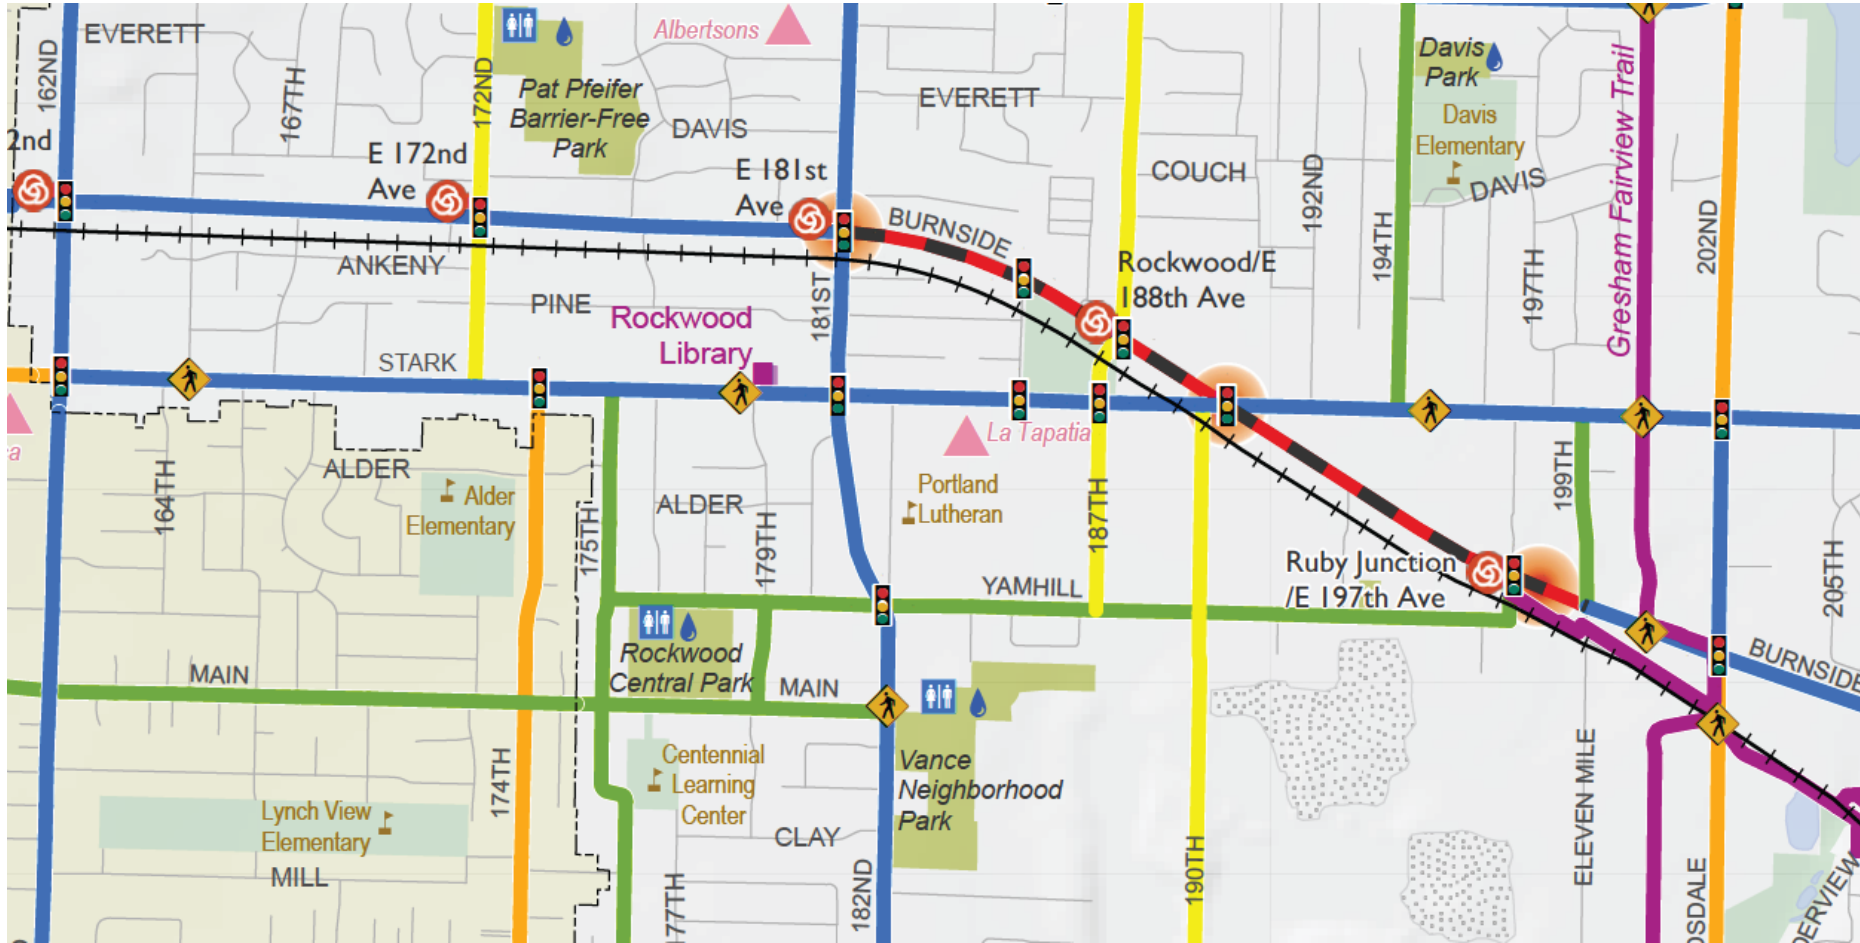 EVERETT
162ND
167TH
172ND
Pat Pfeifer
Barrier-Free
Park
Albertsons
DAVIS
EVERETT
Davis
Park
Davis
Elementary
DAVIS
COUCH
192ND
194TH
197TH
Gresham Fairview Trail
202ND
2nd
E 172nd
Ave
E 181st
Ave
BURNSIDE
Rockwood/E
188th Ave
ANKENY
PINE
181ST
Rockwood
Library
STARK
La Tapatia
ALDER
164TH
Alder
Elementary
175TH
ALDER
179TH
Portland
Lutheran
187TH
199TH
Ruby Junction
/E 197th Ave
205TH
YAMHILL
Rockwood
Central Park
MAIN
MAIN
BURNSIDE
174TH
Centennial
Learning
Center
Vance
Neighborhood
Park
ELEVEN MILE
Lynch View
Elementary
MILL
CLAY
177TH
182ND
190TH
OSDALE
DERVIEW